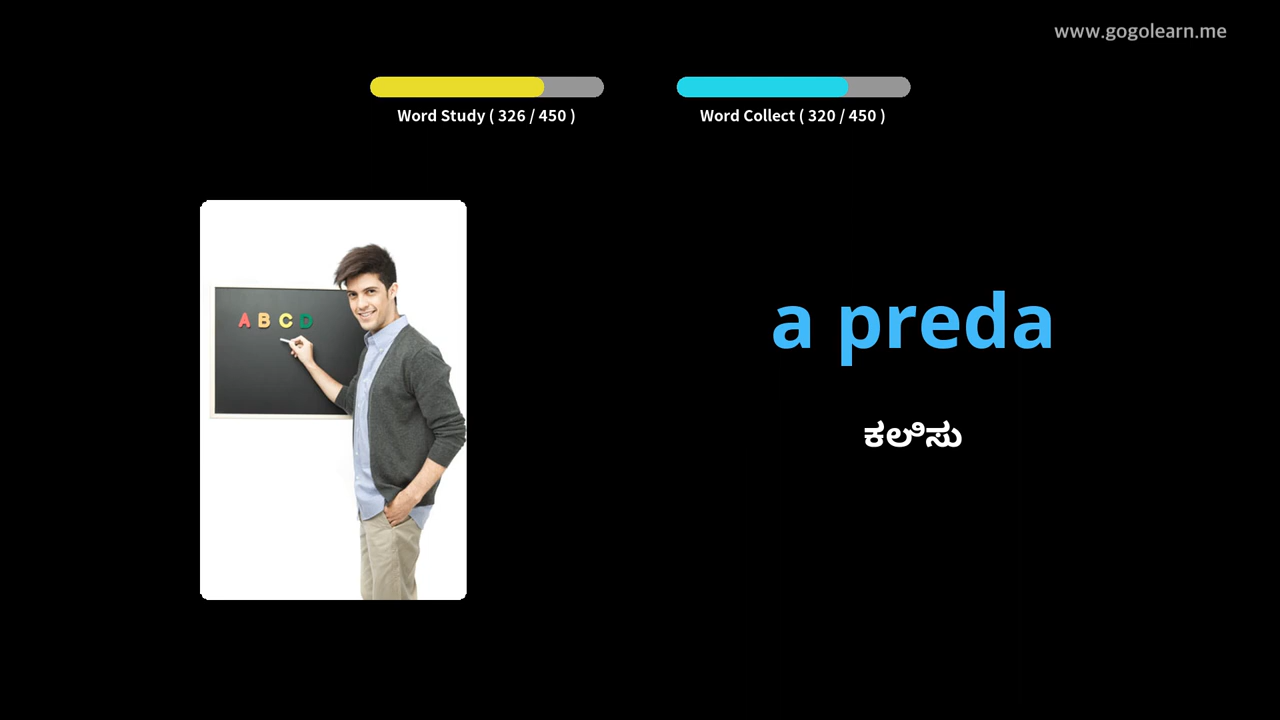 www.gogolearn.me
Word Study ( 326 / 450 )
Word Collect ( 320 / 450 )
A B C D
a preda
ಕಲಿಸು